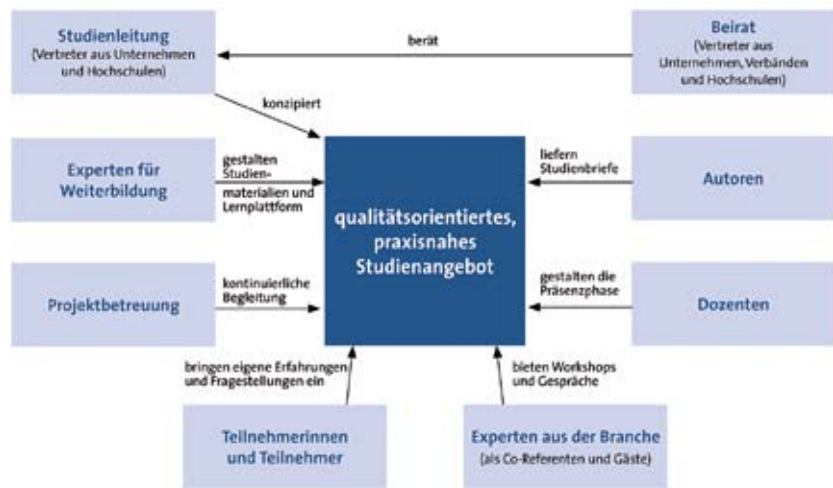 Studienleitung
(Vertreter aus Unternehmen
und Hochschulen)
berät
Beirat
(Vertreter aus
Unternehmen, Verbänden
und Hochschulen)
konzipiert
Experten für
Weiterbildung
gestalten
Studien-
materialien und
Lernplattform
qualitätsorientiertes,
praxisnahes
Studienangebot
liefern
Studienbriefe
Autoren
Projektbetreuung
kontinuierliche
Begleitung
gestalten die
Präsenzphase
Dozenten
bringen eigene Erfahrungen
und Fragestellungen ein
bieten Workshops
und Gespräche
Teilnehmerinnen
und Teilnehmer
Experten aus der Branche
(als Co-Referenten und Gäste)